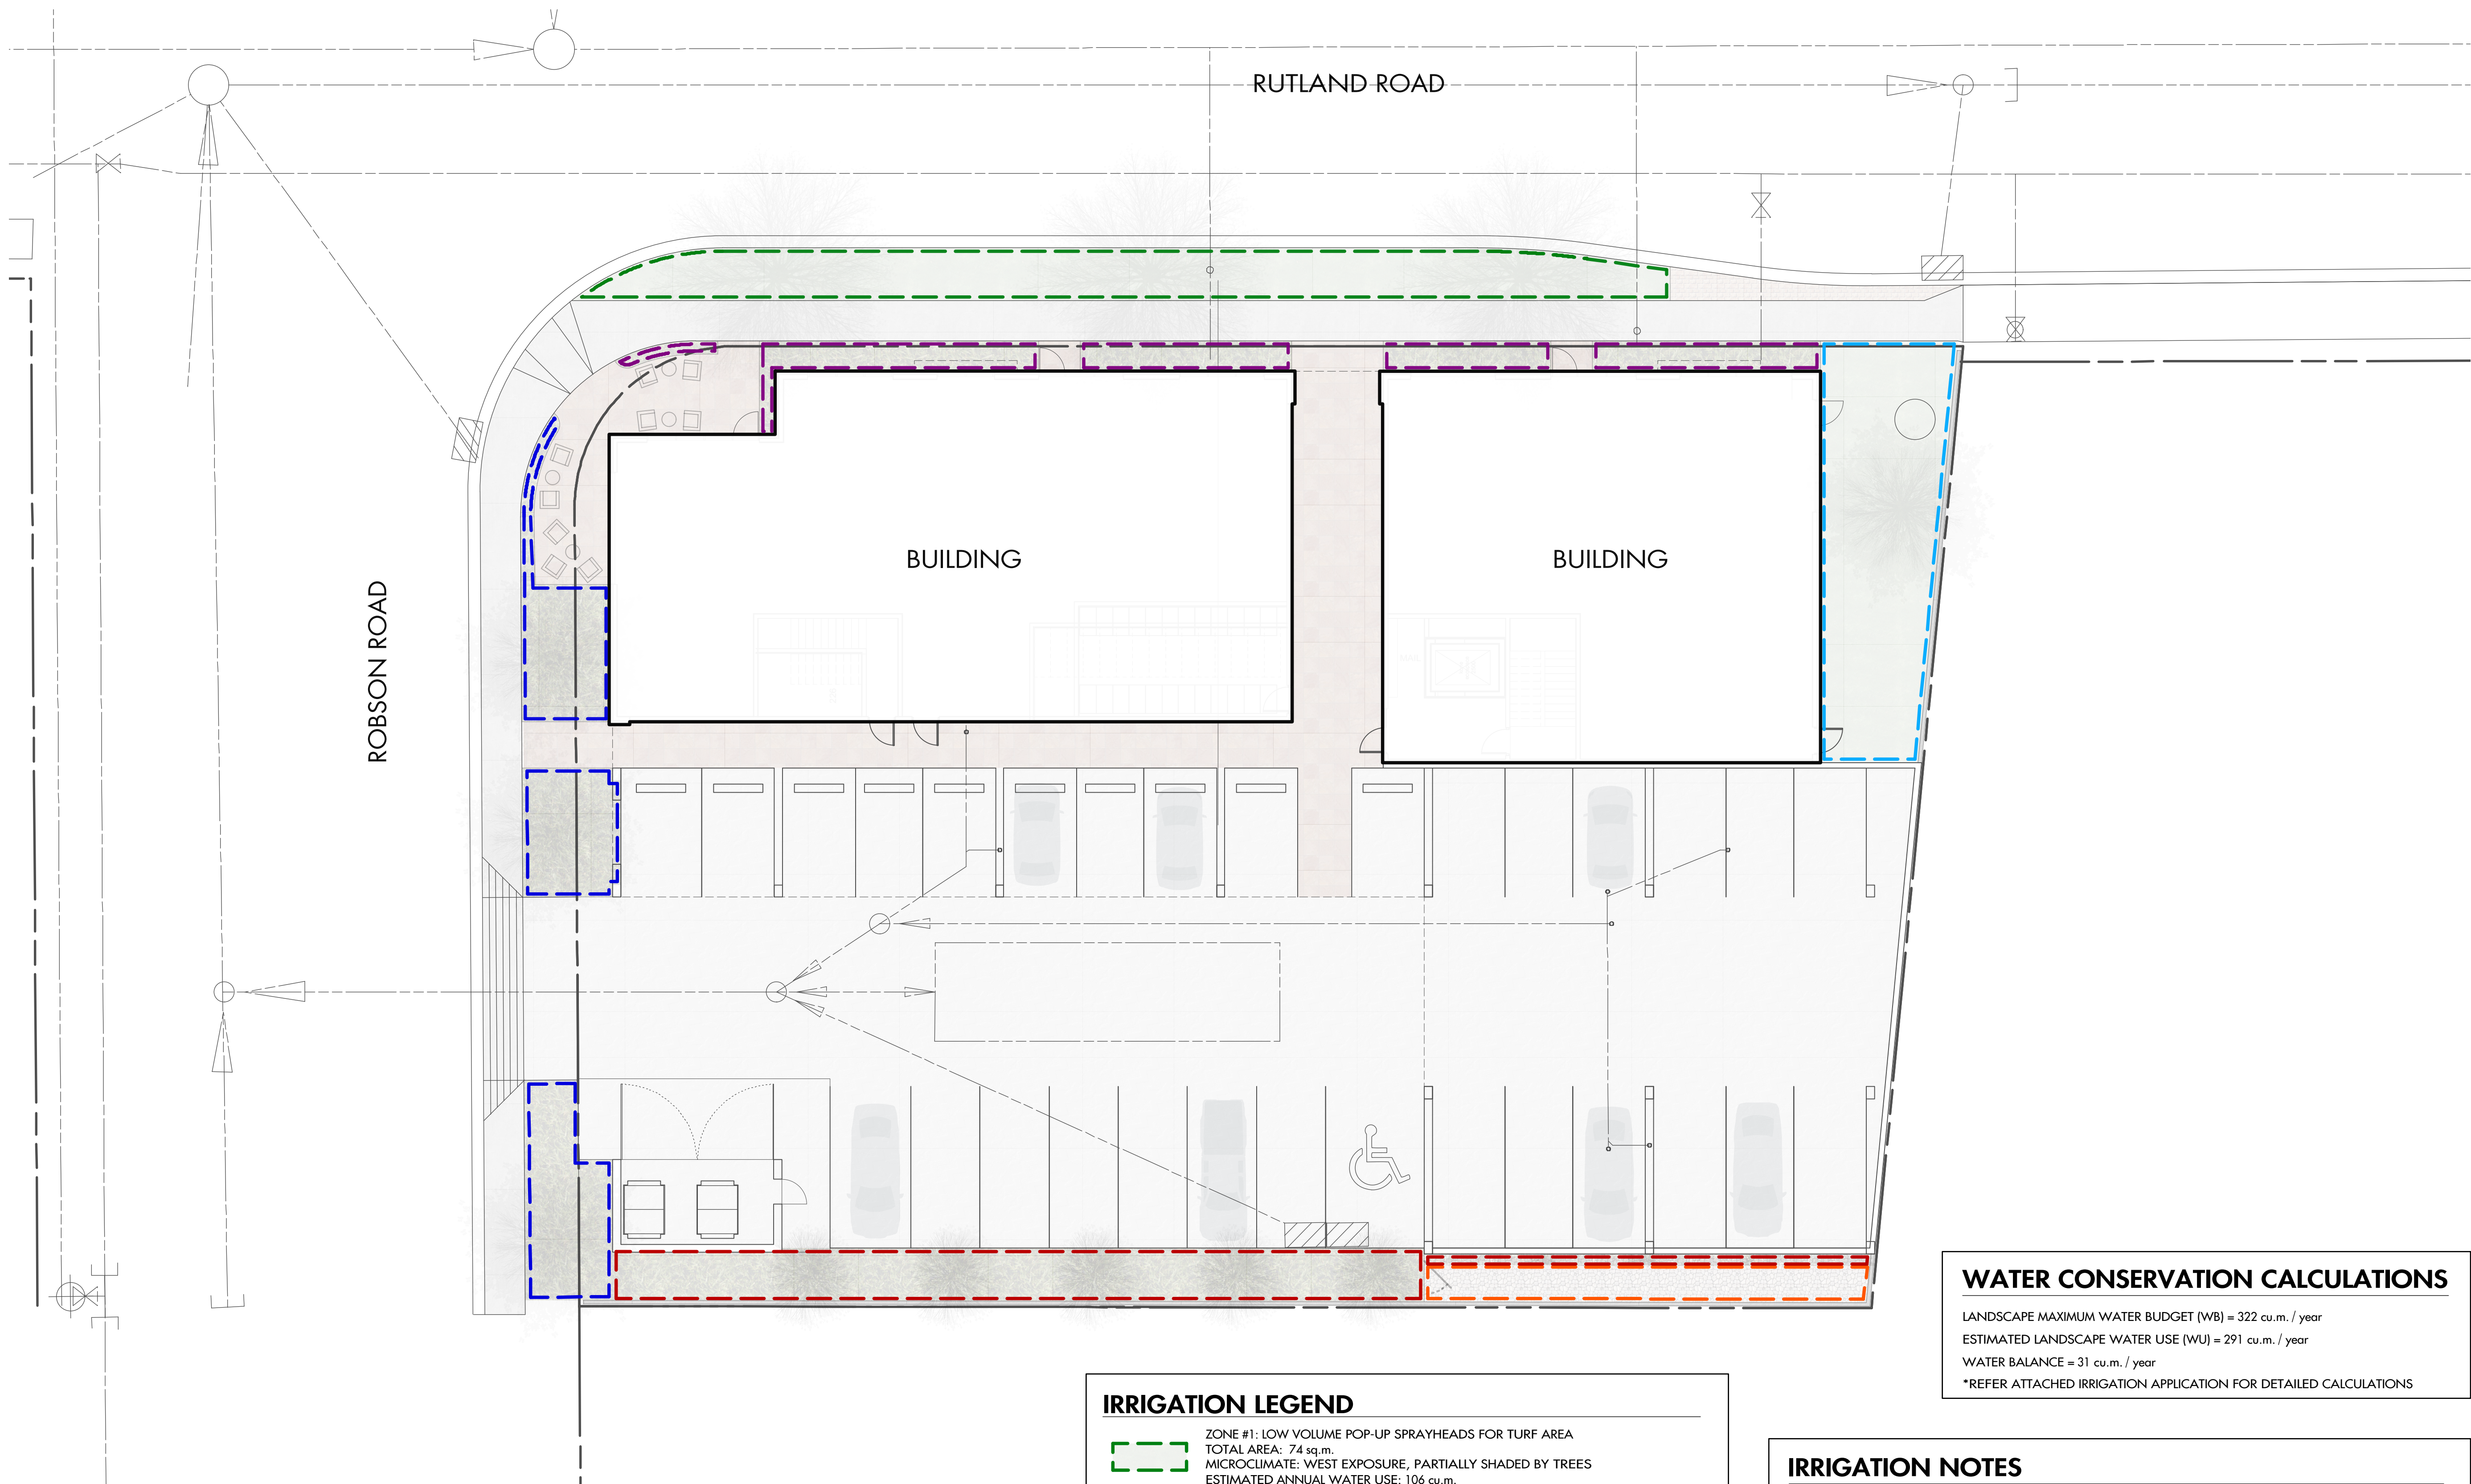 RUTLAND ROAD
ROBSON ROAD
BUILDING
BUILDING
WATER CONSERVATION CALCULATIONS
LANDSCAPE MAXIMUM WATER BUDGET (WB) = 322 cu.m. / year
ESTIMATED LANDSCAPE WATER USE (WU) = 291 cu.m. / year
WATER BALANCE = 31 cu.m. / year
*REFER ATTACHED IRRIGATION APPLICATION FOR DETAILED CALCULATIONS
IRRIGATION LEGEND
ZONE #1: LOW VOLUME POP-UP SPRAYHEADS FOR TURF AREA
TOTAL AREA: 74 sq.m.
MICROCLIMATE: WEST EXPOSURE, PARTIALLY SHADED BY TREES
ESTIMATED ANNUAL WATER USE: 106 cu.m.
IRRIGATION NOTES